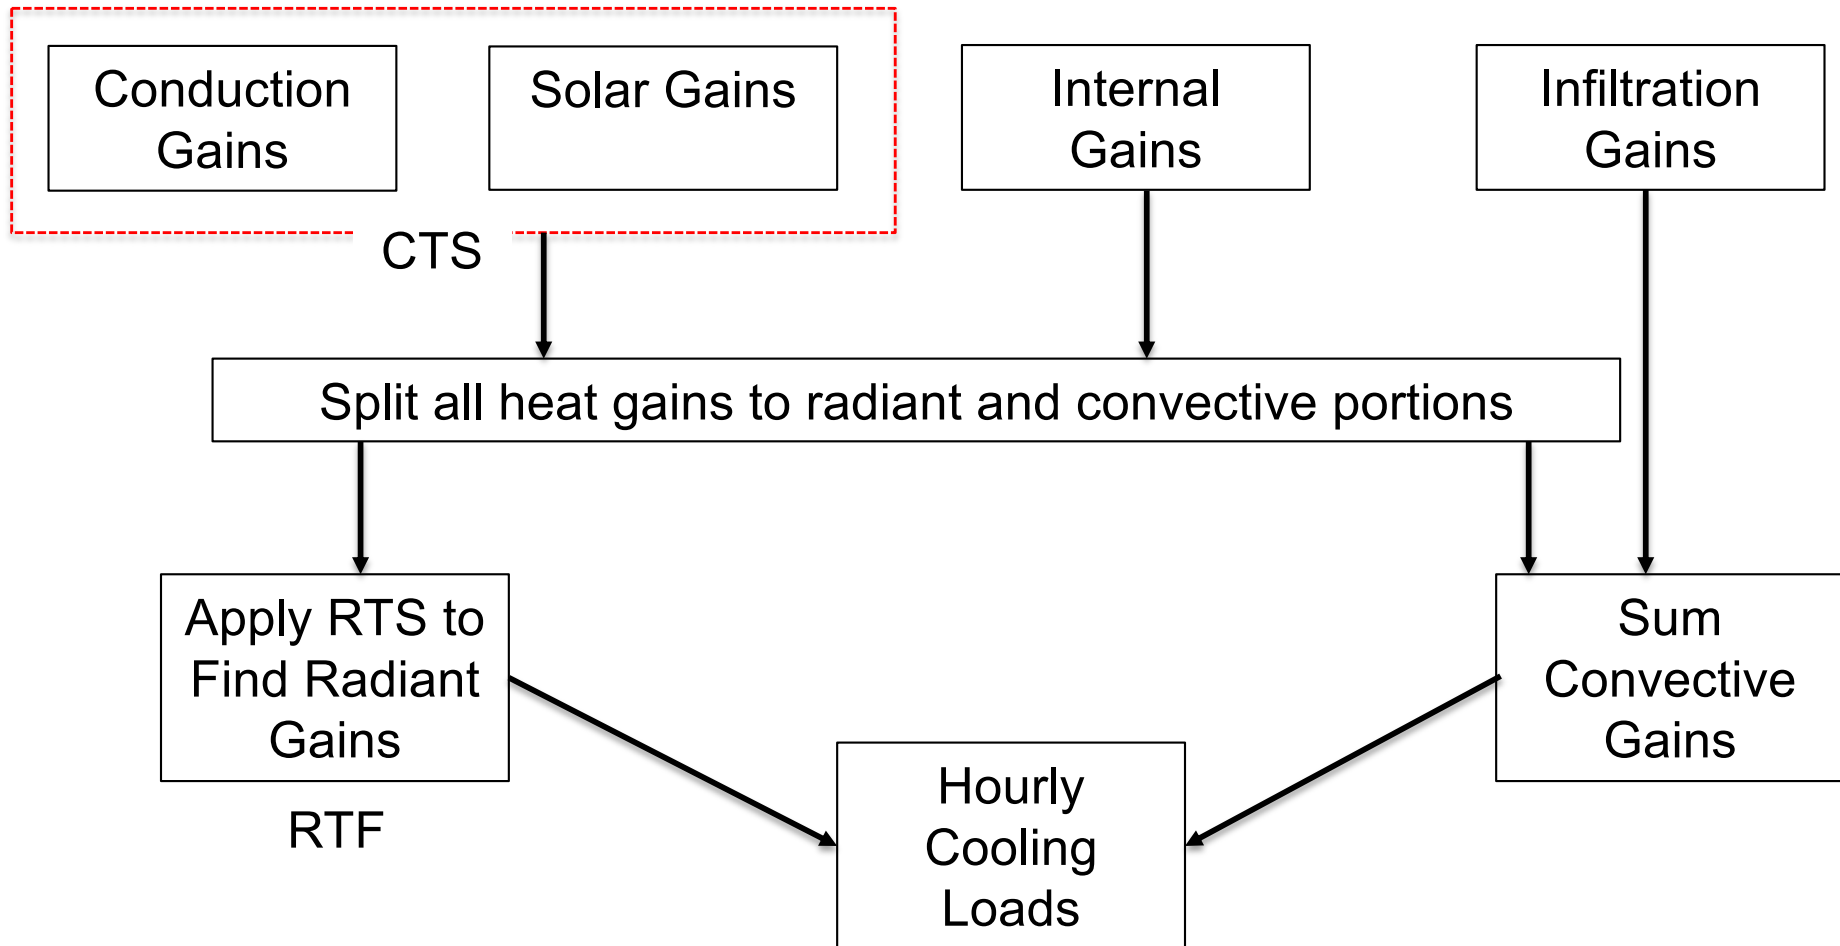 Conduction
Gains
Solar Gains
Internal
Gains
Infiltration
Gains
CTS
Split all heat gains to radiant and convective portions
Apply RTS to
Find Radiant
Gains
RTF
Sum
Convective
Gains
Hourly
Cooling
Loads